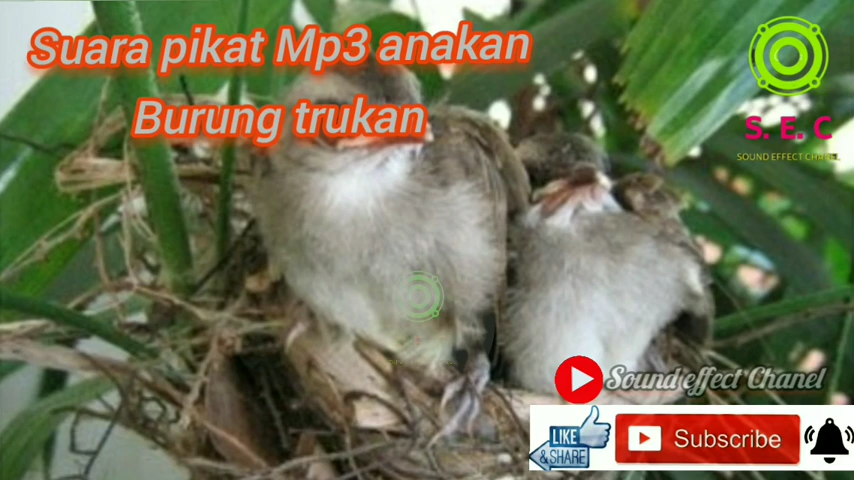 Suara pikat Mp3 anakan
Burung trukan
S. E. C
SOUND EFFECT CHANEL
Sound effect Chanel
LIKE
& SHARE
Subscribe